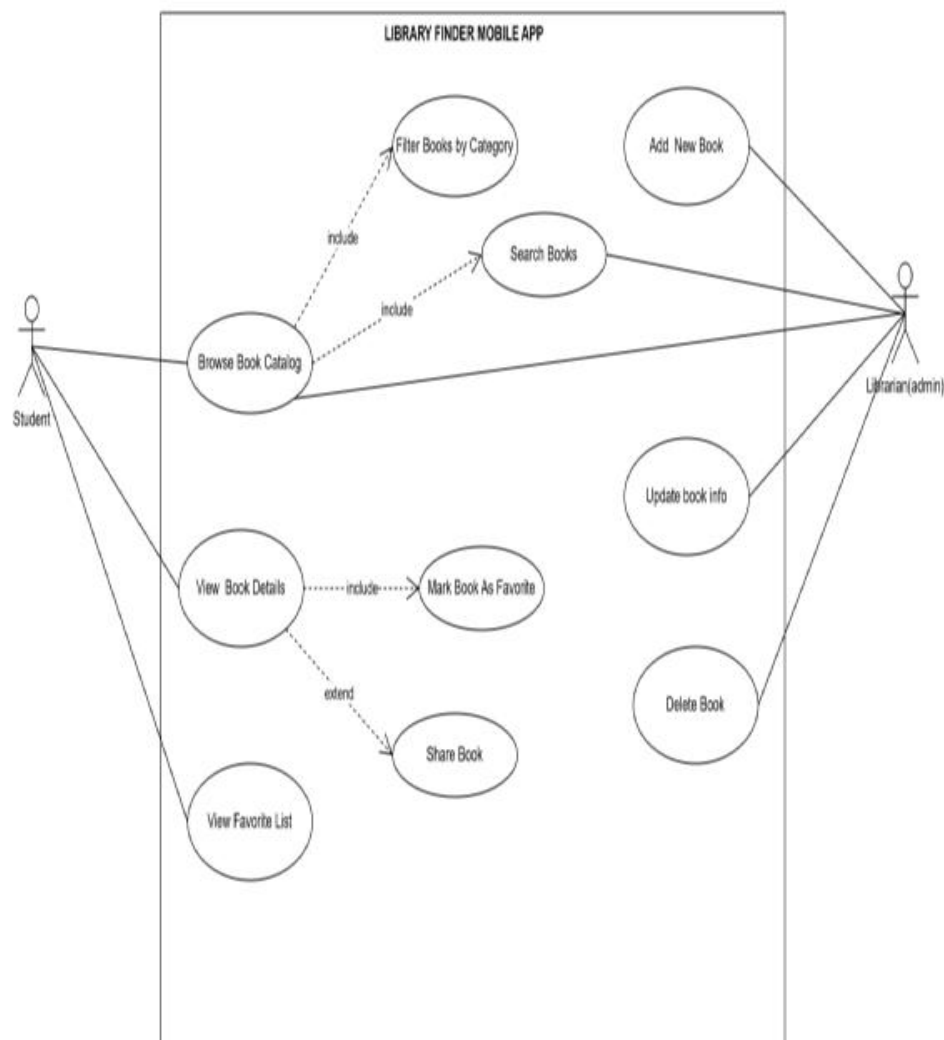 LIBRARY FINDER MOBILE APP
Filter Books by Category
Add New Book
include
Search Books
include
Browse Book Catalog
Student
Librarian(admin)
Update book info
View Book Details
include
Mark Book As Favorite
extend
Share Book
Delete Book
View Favorite List